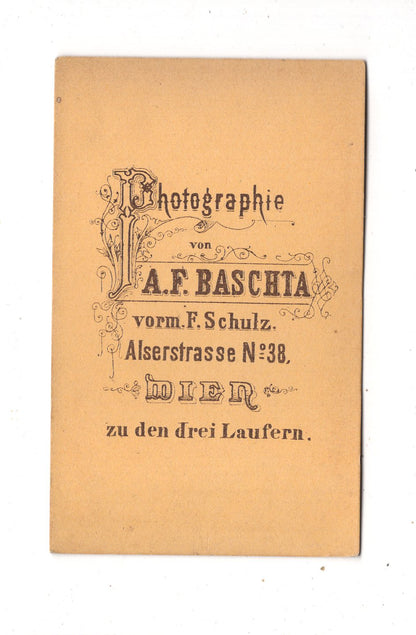 Photographie
von
A.F. BASCHTA
vorm. F. Schulz.
Alserstrasse No 38.
WIEN
zu den drei Laufern.